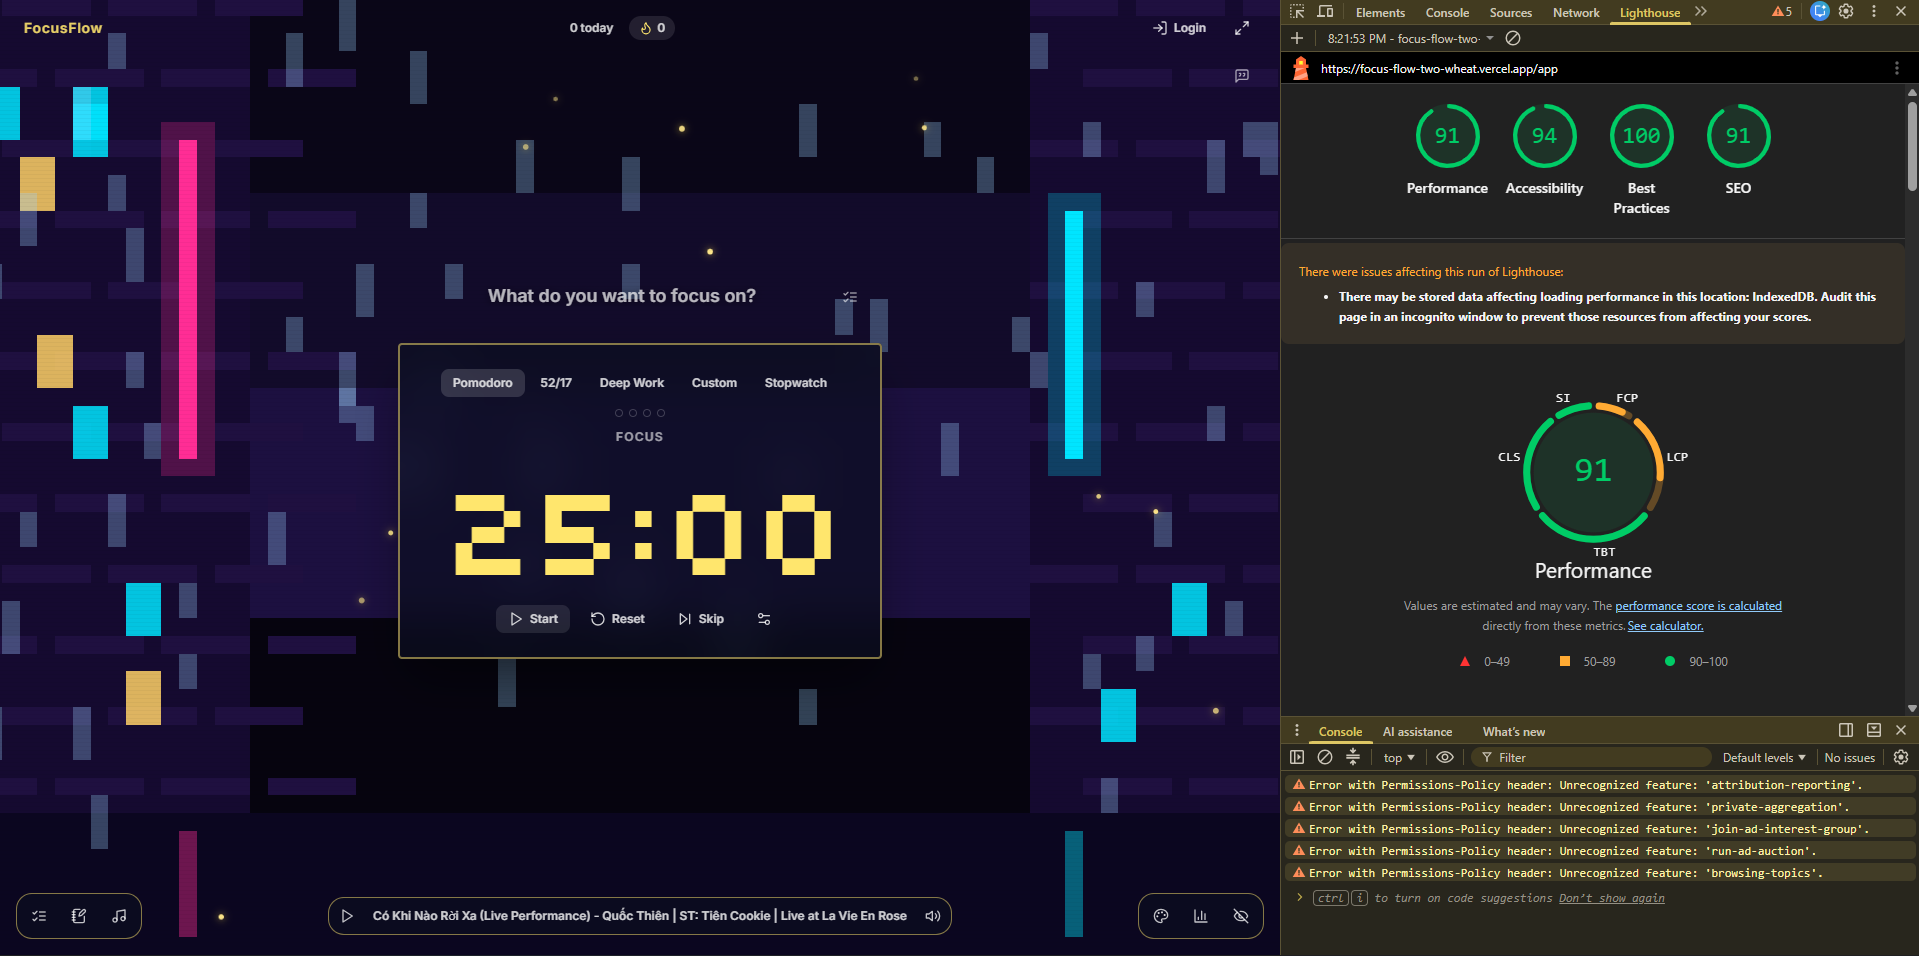 FocusFlow
0 today
0
Login
What do you want to focus on?
Pomodoro
52/17
Deep Work
Custom
Stopwatch
FOCUS
25:00
Start
Reset
Skip
Có Khi Nào Rời Xa (Live Performance) - Quốc Thiên | ST: Tiên Cookie | Live at La Vie En Rose
Elements
Console
Sources
Network
Lighthouse
5
8:21:53 PM - focus-flow-two-
https://focus-flow-two-wheat.vercel.app/app
91
94
100
91
Performance
Accessibility
Best
Practices
SEO
There were issues affecting this run of Lighthouse:
There may be stored data affecting loading performance in this location: IndexedDB. Audit this
page in an incognito window to prevent those resources from affecting your scores.
SI
FCP
CLS
LCP
91
TBT
Performance
Values are estimated and may vary. The performance score is calculated
directly from these metrics. See calculator.
0–49
50–89
90–100
Console
AI assistance
What's new
top
Filter
Default levels
No issues
Error with Permissions-Policy header: Unrecognized feature: 'attribution-reporting'.
Error with Permissions-Policy header: Unrecognized feature: 'private-aggregation'.
Error with Permissions-Policy header: Unrecognized feature: 'join-ad-interest-group'.
Error with Permissions-Policy header: Unrecognized feature: 'run-ad-auction'.
Error with Permissions-Policy header: Unrecognized feature: 'browsing-topics'.
ctrl i to turn on code suggestions Don't show again